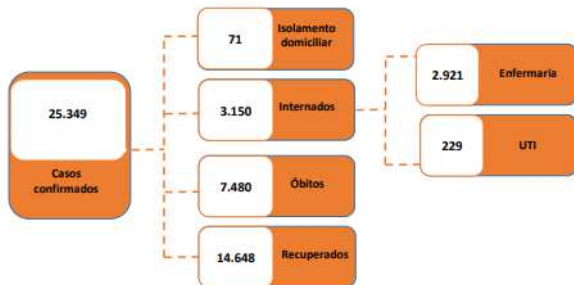 25.349
Casos
confirmados
71
Isolamento
domiciliar
3.150
Internados
7.480
Óbitos
14.648
Recuperados
2.921
Enfermaria
229
UTI